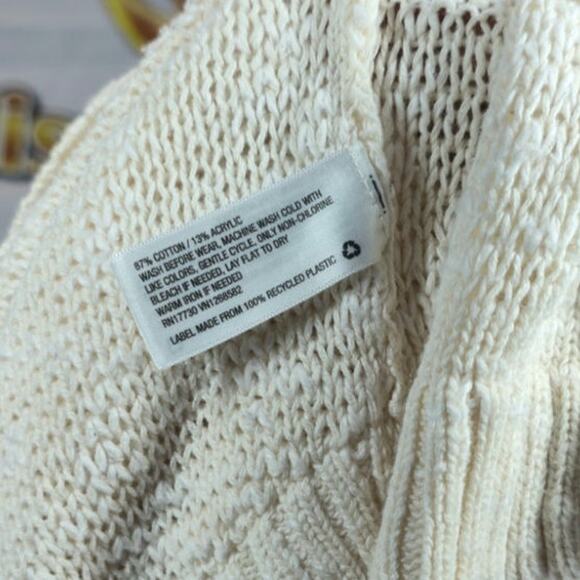 87% COTTON / 13% ACRYLIC
WASH BEFORE WEAR, MACHINE WASH COLD WITH
LIKE COLORS, GENTLE CYCLE, ONLY NON-CHLORINE
BLEACH IF NEEDED, LAY FLAT TO DRY
WARM IRON IF NEEDED
RN17730 VN1268582
LABEL MADE FROM 100% RECYCLED PLASTIC